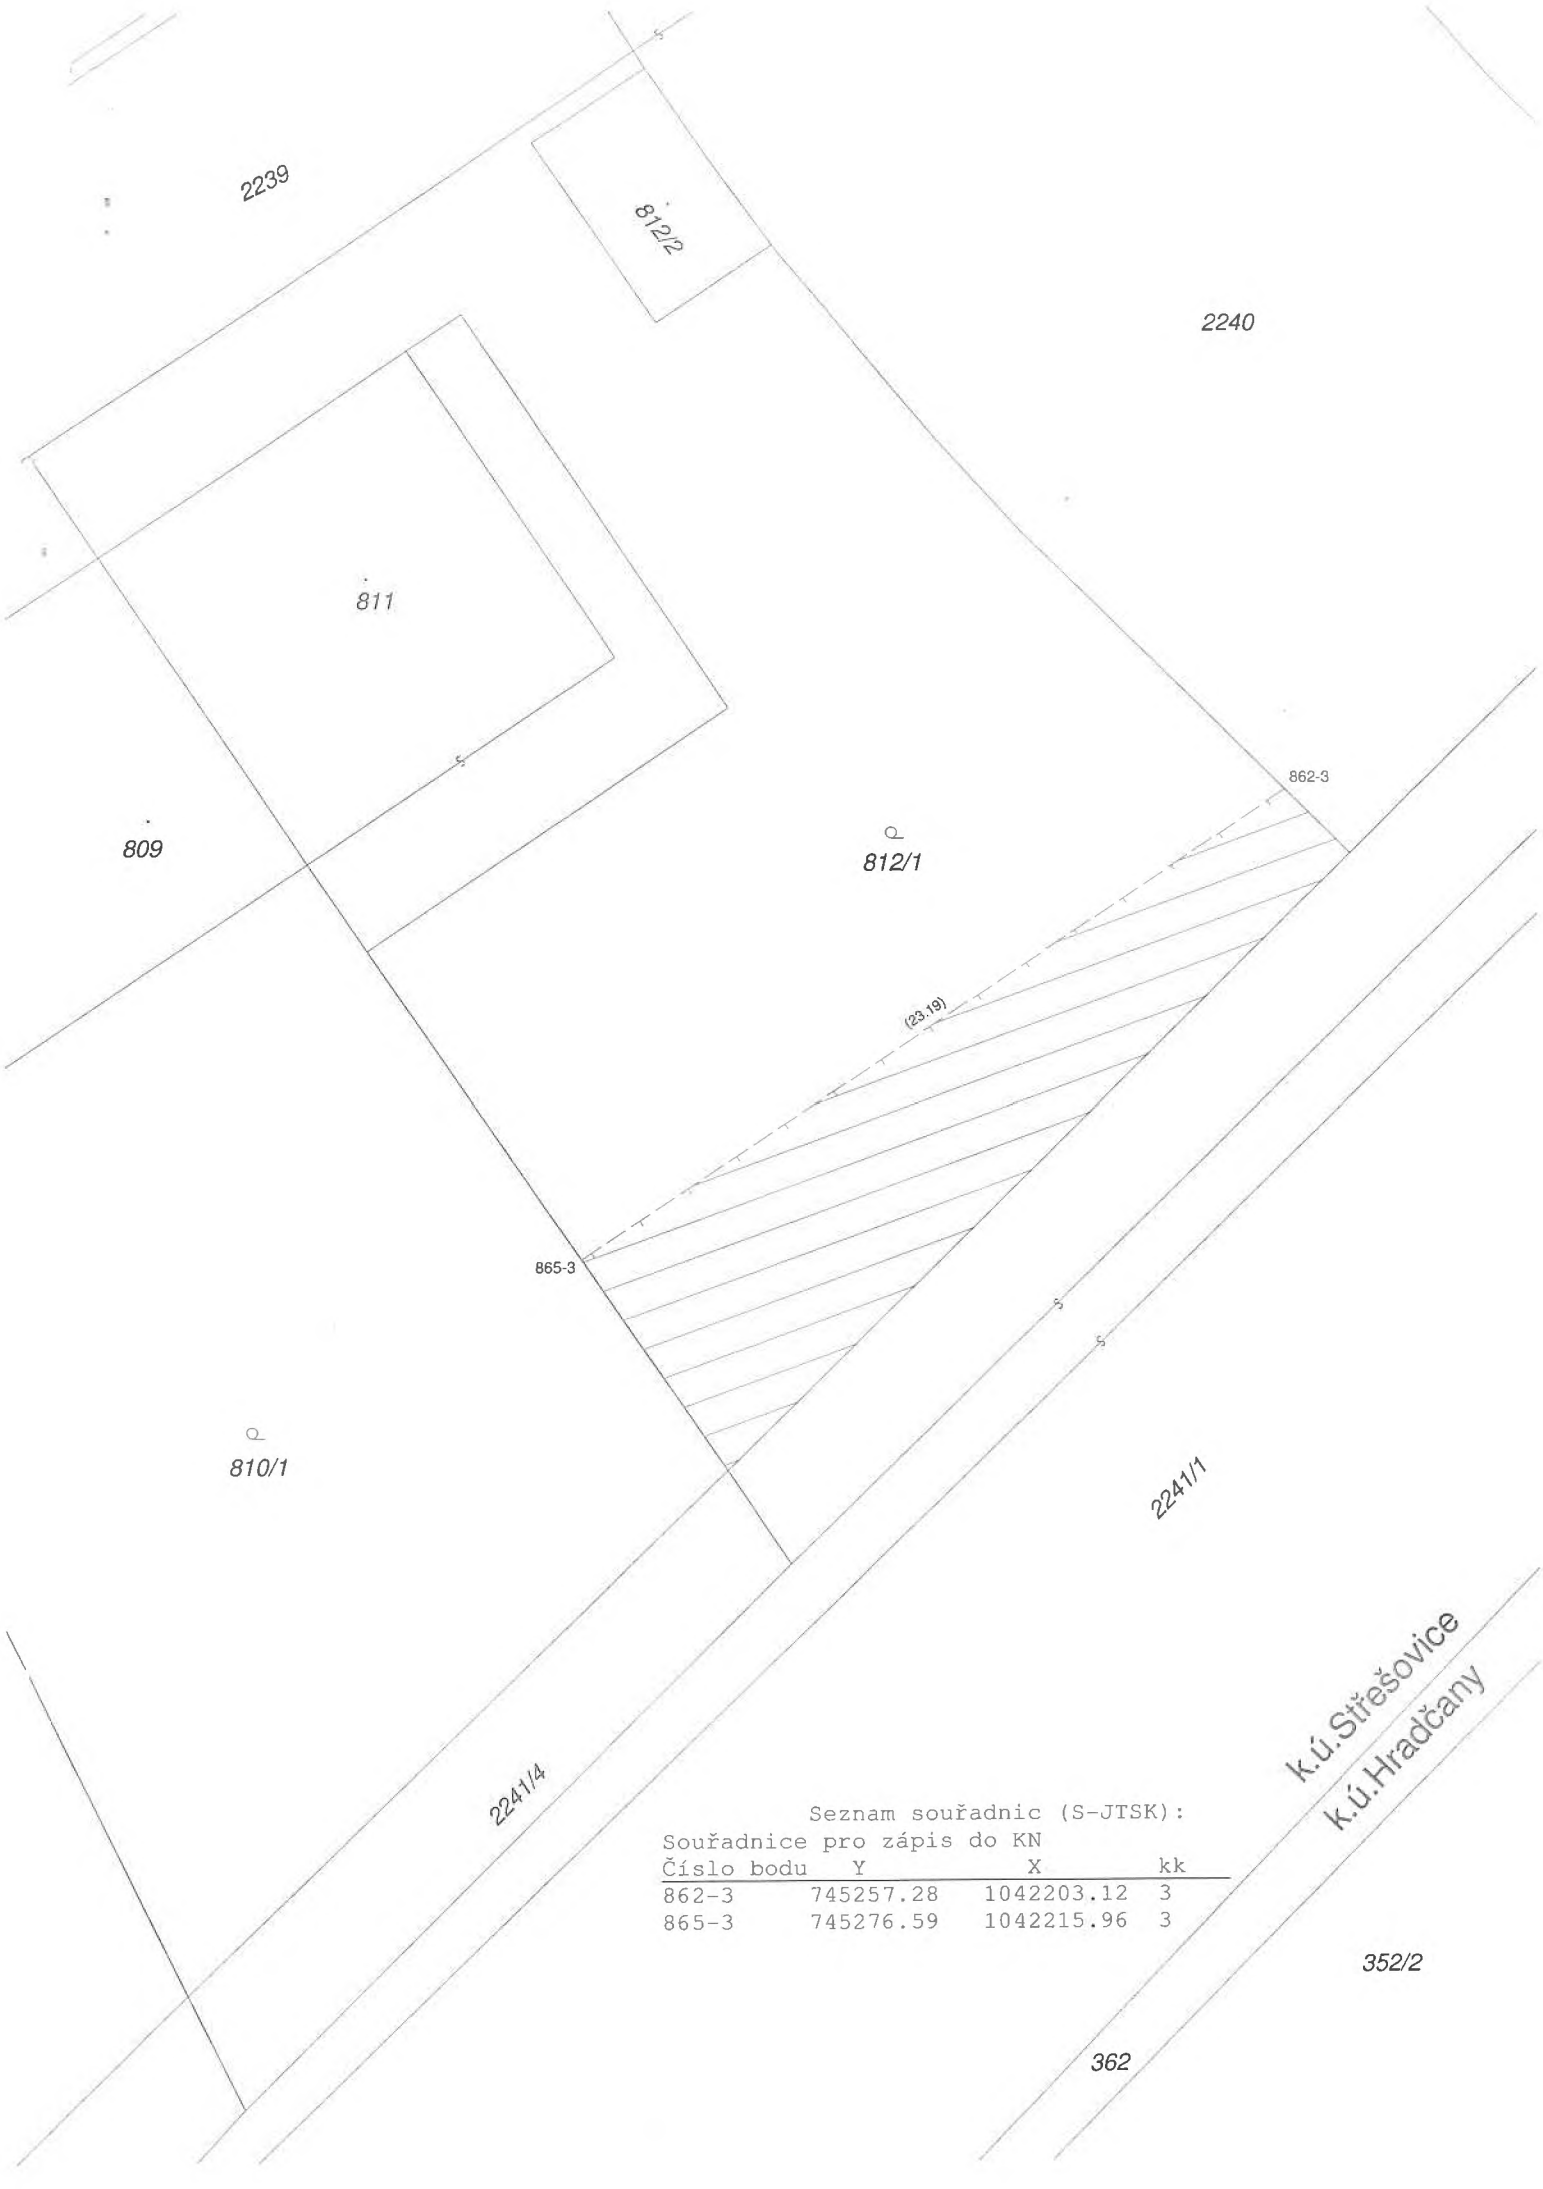 2239
812/2
2240
811
862-3
809
812/1
(23.19)
865-3
810/1
2241/1
k.ú.Střešovice
k.ú.Hradčany
2241/4
Seznam souřadnic (S-JTSK):
Souřadnice pro zápis do KN
Číslo bodu Y X kk
862-3 745257.28 1042203.12 3
865-3 745276.59 1042215.96 3
352/2
362